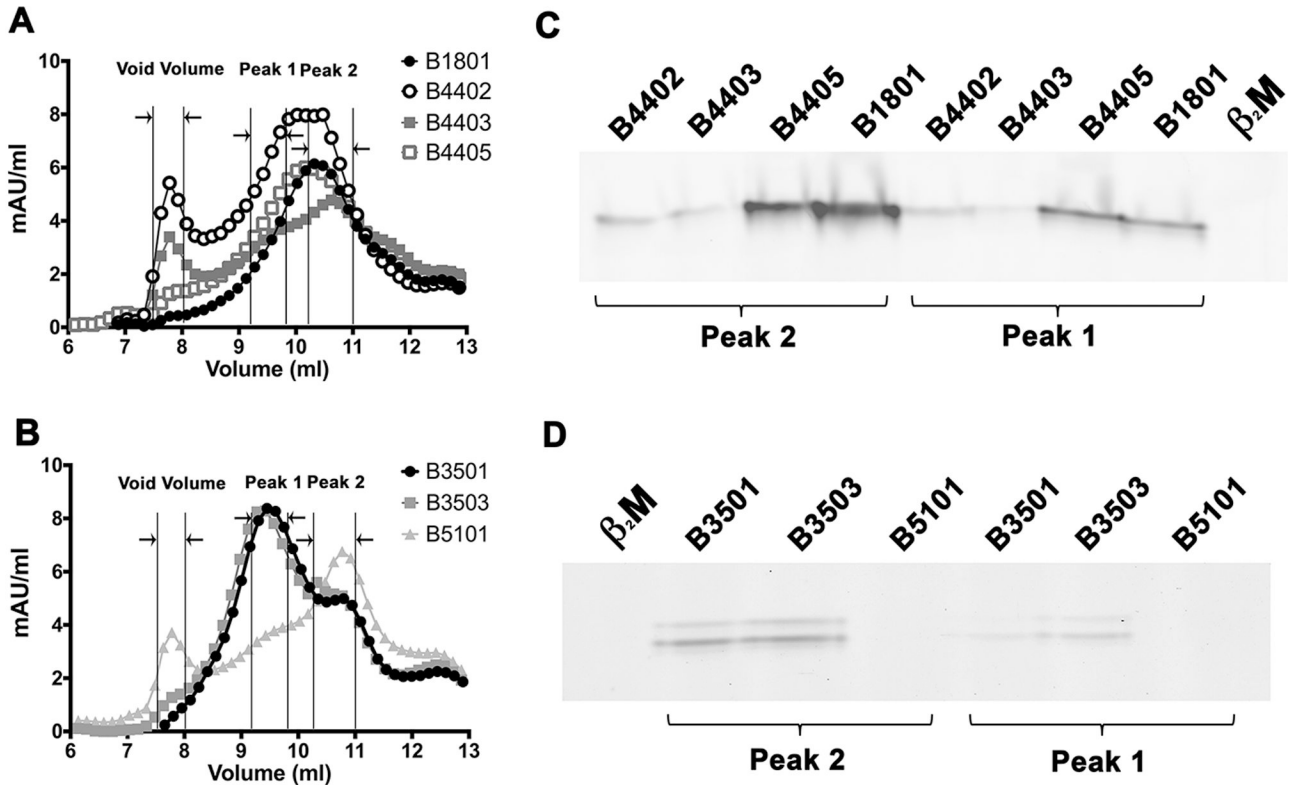 A
Void Volume Peak 1 Peak 2
B1801
B4402
B4403
B4405
10
8
6
4
2
0
mAU/ml
6 7 8 9 10 11 12 13
Volume (ml)
B
Void Volume Peak 1 Peak 2
B3501
B3503
B5101
10
8
6
4
2
0
mAU/ml
6 7 8 9 10 11 12 13
Volume (ml)
C
B4402 B4403 B4405 B1801 B4402 B4403 B4405 B1801 β₂M
Peak 2 Peak 1
D
β₂M B3501 B3503 B5101 B3501 B3503 B5101
Peak 2 Peak 1